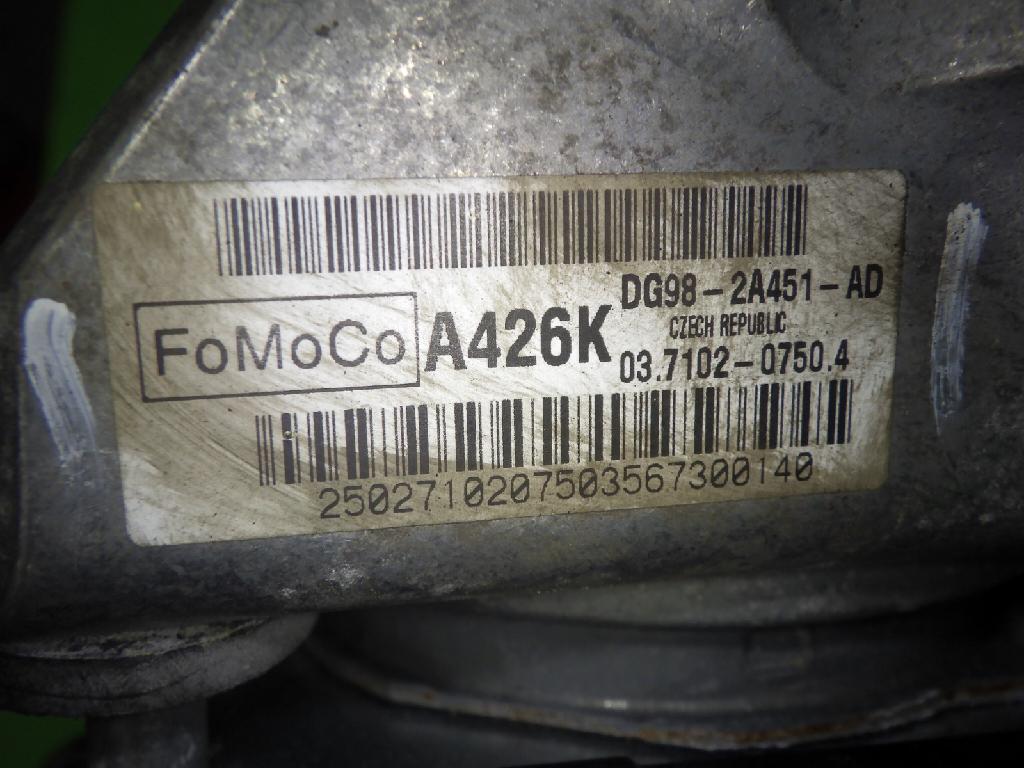 FoMoCo
A426K
DG98-2A451-AD
CZECH REPUBLIC
03.7102-0750.4
2502710207503567300140